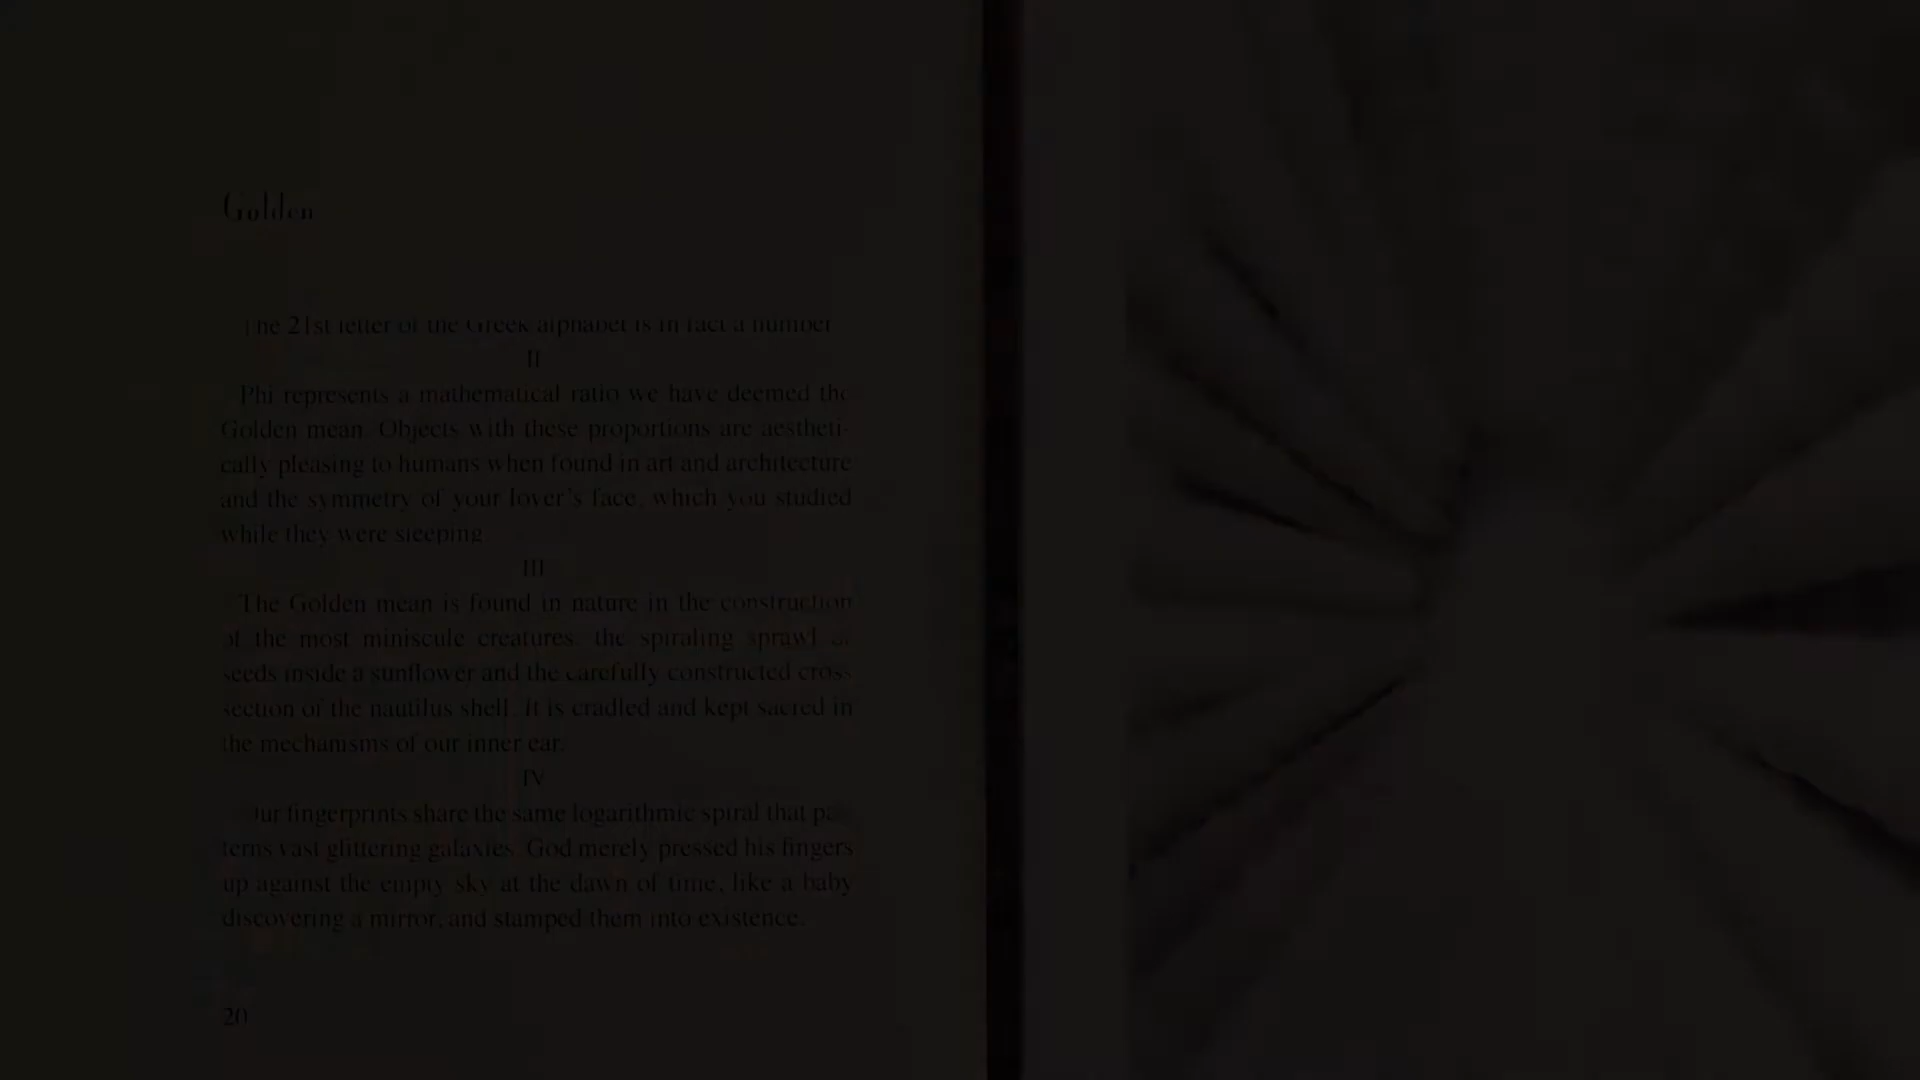 Golden
The 21st letter of the Greek alphabet is in fact a number
II
Phi represents a mathematical ratio we have deemed the
Golden mean. Objects with these proportions are aestheti-
cally pleasing to humans when found in art and architecture
and the symmetry of your lover's face, which you studied
while they were sleeping.
III
The Golden mean is found in nature in the construction
of the most miniscule creatures, the spiraling sprawl of
seeds inside a sunflower and the carefully constructed cross
section of the nautilus shell. It is cradled and kept sacred in
the mechanisms of our inner ear.
IV
Our fingerprints share the same logarithmic spiral that pat-
terns vast glittering galaxies. God merely pressed his fingers
up against the empty sky at the dawn of time, like a baby
discovering a mirror, and stamped them into existence.
20